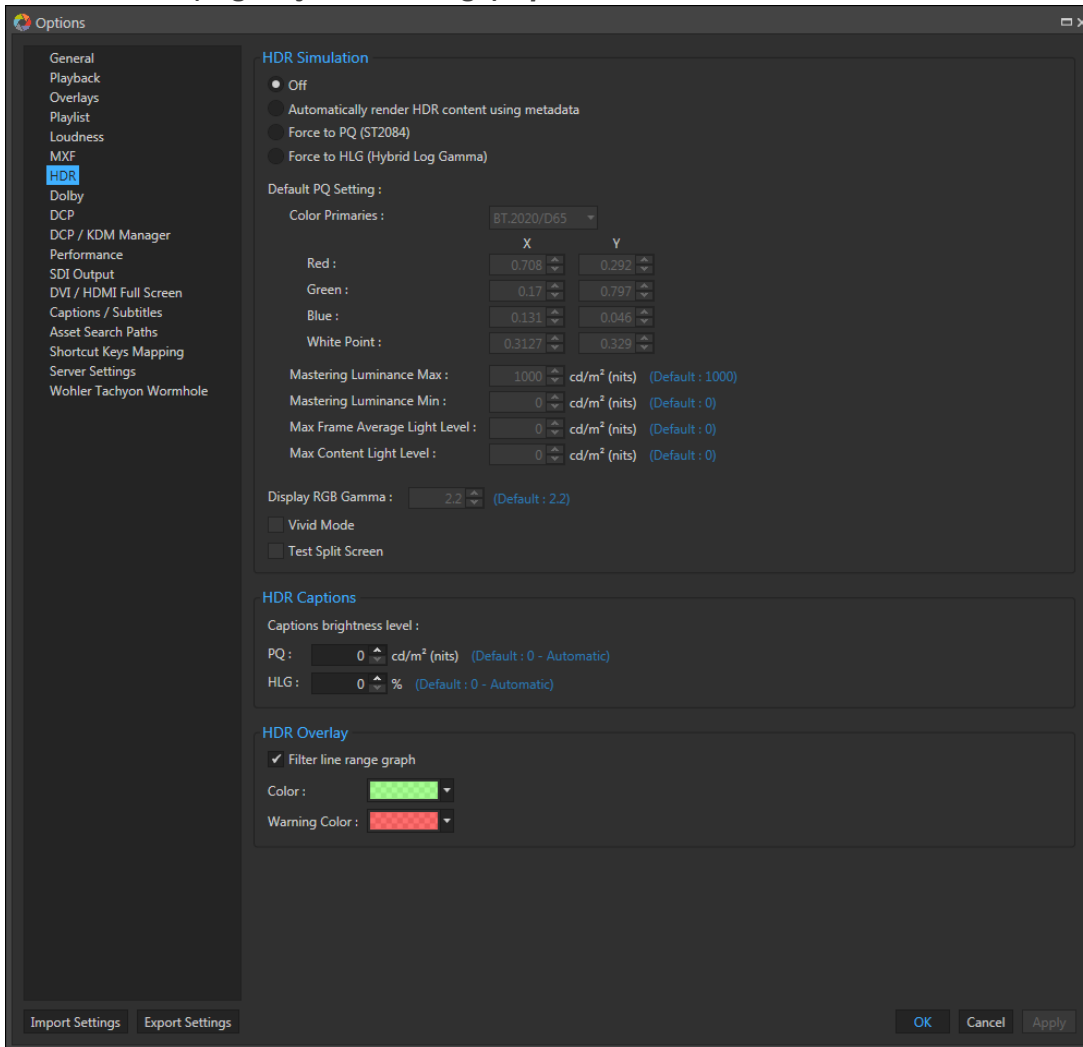 Options
General
Playback
Overlays
Playlist
Loudness
MXF
HDR
Dolby
DCP
DCP / KDM Manager
Performance
SDI Output
DVI / HDMI Full Screen
Captions / Subtitles
Asset Search Paths
Shortcut Keys Mapping
Server Settings
Wohler Tachyon Wormhole
HDR Simulation
Off
Automatically render HDR content using metadata
Force to PQ (ST2084)
Force to HLG (Hybrid Log Gamma)
Default PQ Setting :
Color Primaries : BT.2020/D65
X Y
Red : 0.708 0.292
Green : 0.17 0.797
Blue : 0.131 0.046
White Point : 0.3127 0.329
Mastering Luminance Max : 1000 cd/m² (nits) (Default : 1000)
Mastering Luminance Min : 0 cd/m² (nits) (Default : 0)
Max Frame Average Light Level : 0 cd/m² (nits) (Default : 0)
Max Content Light Level : 0 cd/m² (nits) (Default : 0)
Display RGB Gamma : 2.2 (Default : 2.2)
Vivid Mode
Test Split Screen
HDR Captions
Captions brightness level :
PQ : 0 cd/m² (nits) (Default : 0 - Automatic)
HLG : 0 % (Default : 0 - Automatic)
HDR Overlay
Filter line range graph
Color :
Warning Color :
Import Settings Export Settings OK Cancel Apply